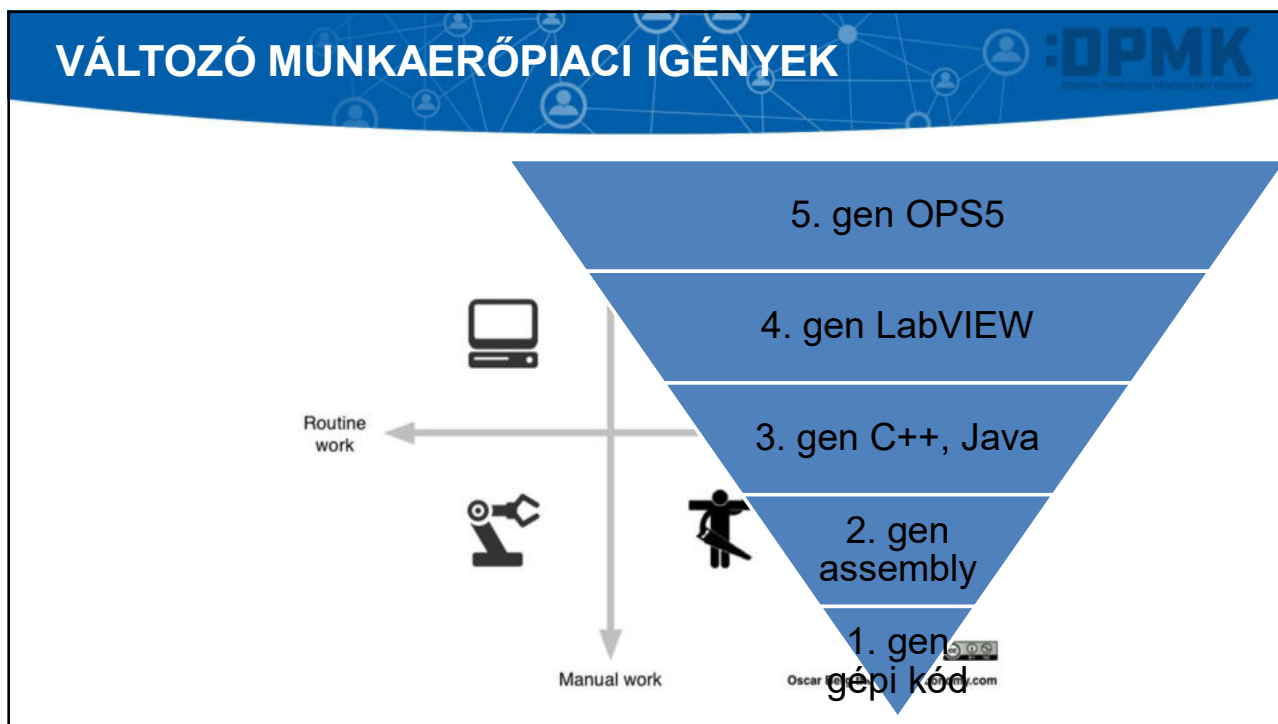 VÁLTOZÓ MUNKAERŐPIACI IGÉNYEK
:DPMK
5. gen OPS5
4. gen LabVIEW
3. gen C++, Java
2. gen
assembly
1. gen
gépi kód
Routine
work
Manual work
Oscar